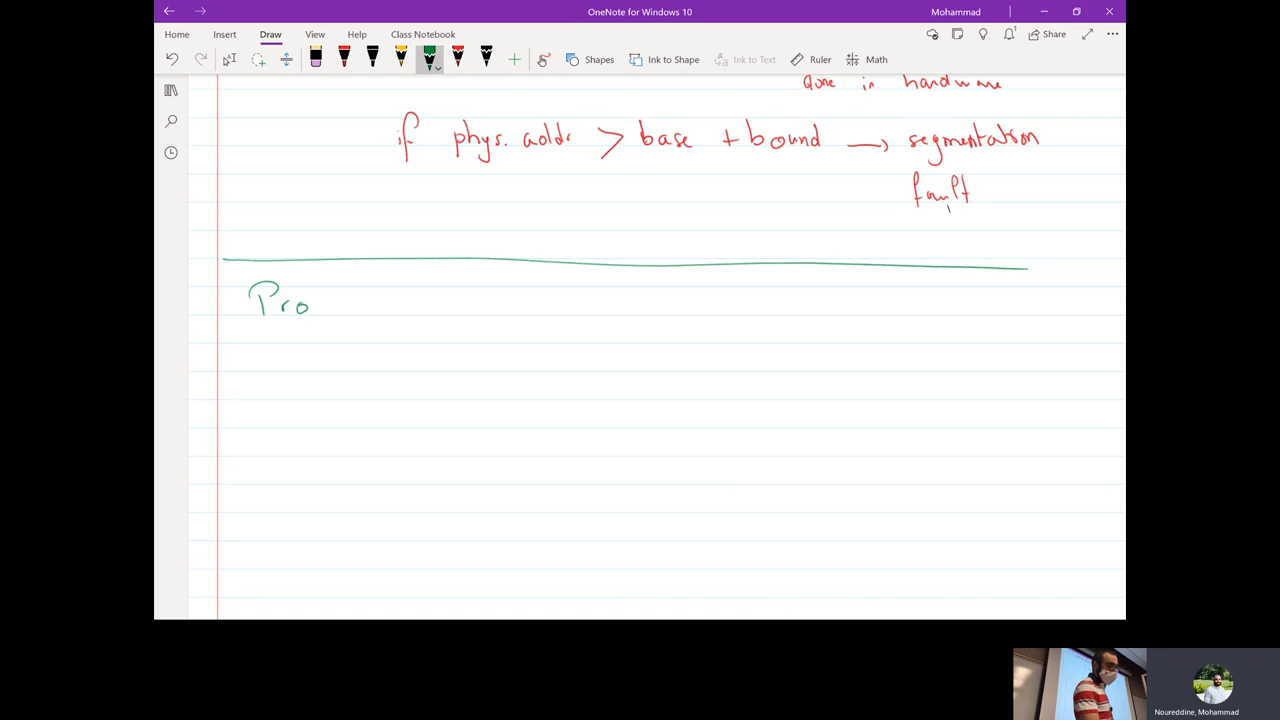 OneNote for Windows 10
Mohammad
Home Insert Draw View Help Class Notebook
Share
Shapes Ink to Shape Ink to Text Ruler Math
done in hardware
if phys. addr > base + bound → segmentation
fault
Pro
Noureddine, Mohammad